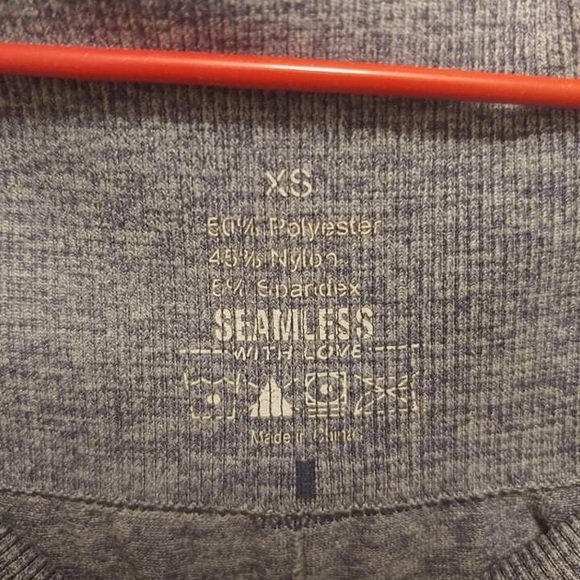 XS
50% Polyester
45% Nylon
5% Spandex
SEAMLESS
WITH LOVE
Made in China